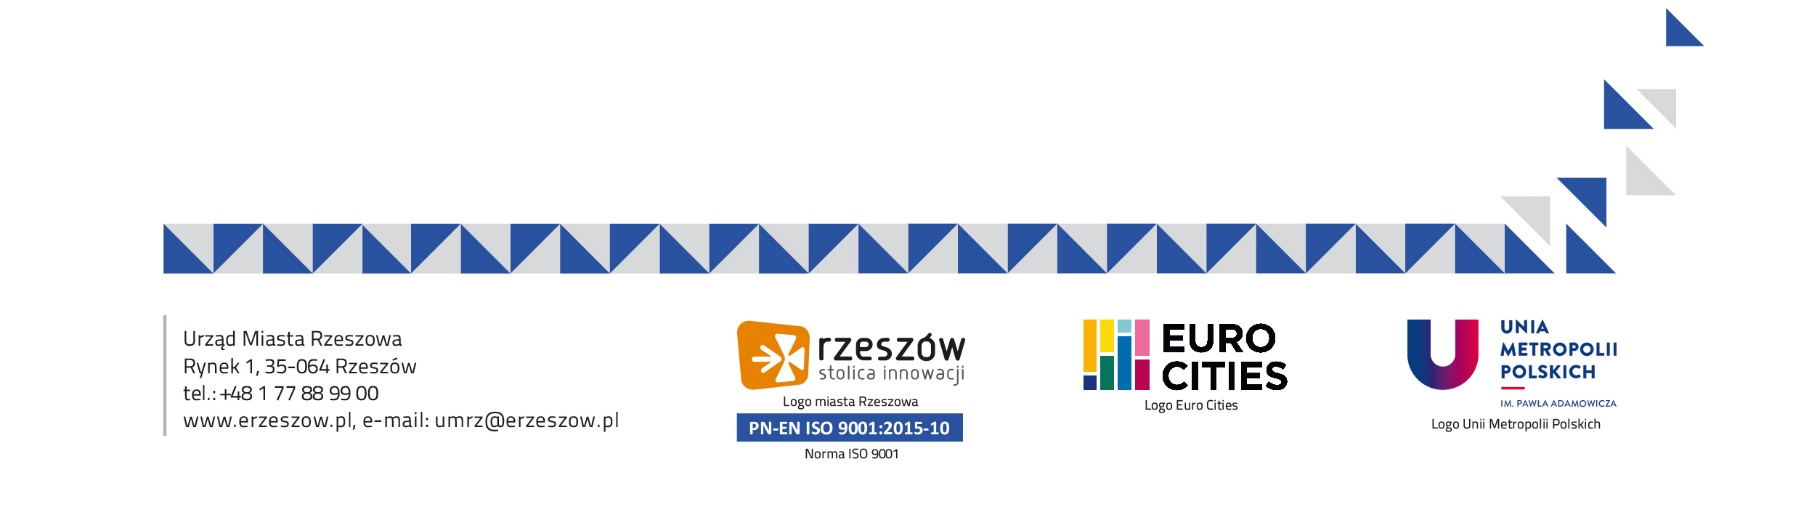 Urząd Miasta Rzeszowa
Rynek 1, 35-064 Rzeszów
tel.: +48 1 77 88 99 00
www.erzeszow.pl, e-mail: umrz@erzeszow.pl
rzeszów
stolica innowacji
Logo miasta Rzeszowa
PN-EN ISO 9001:2015-10
Norma ISO 9001
EURO
CITIES
Logo Euro Cities
UNIA
METROPOLII
POLSKICH
IM. PAWŁA ADAMOWICZA
Logo Unii Metropolii Polskich